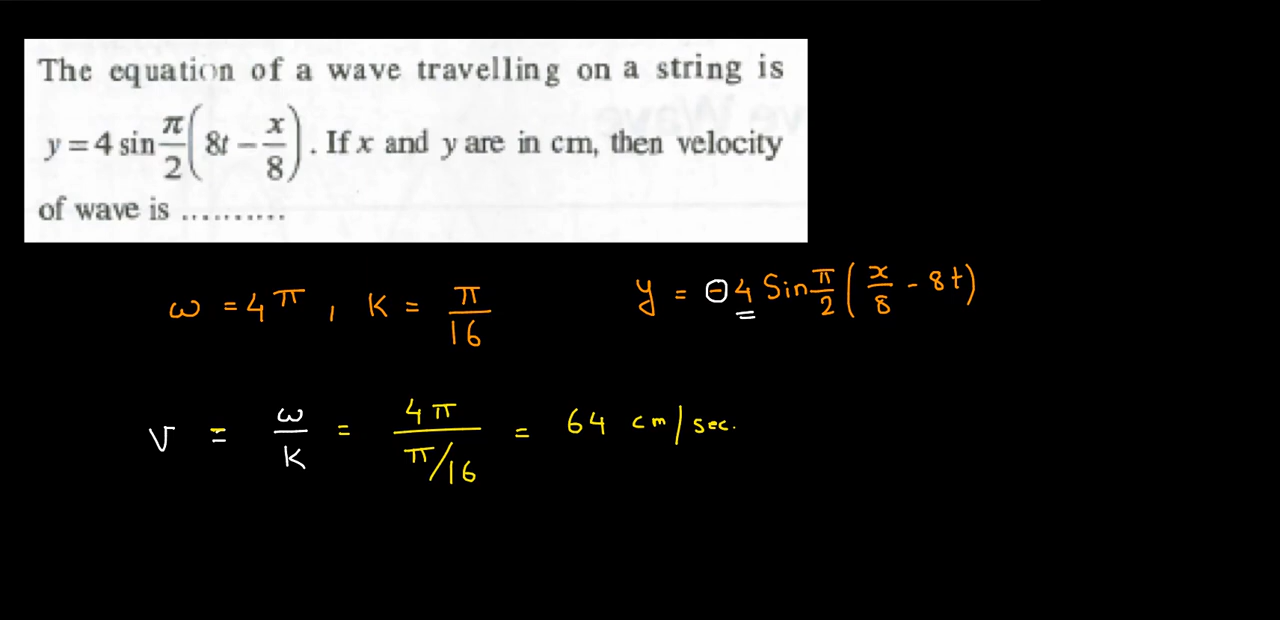 The equation of a wave travelling on a string is
y = 4 sin π/2 (8t − x/8). If x and y are in cm, then velocity
of wave is ..........
ω = 4π, K = π/16
y = −4 Sin π/2 (x/8 − 8t)
V = ω/K = 4π/π/16 = 64 cm/sec.